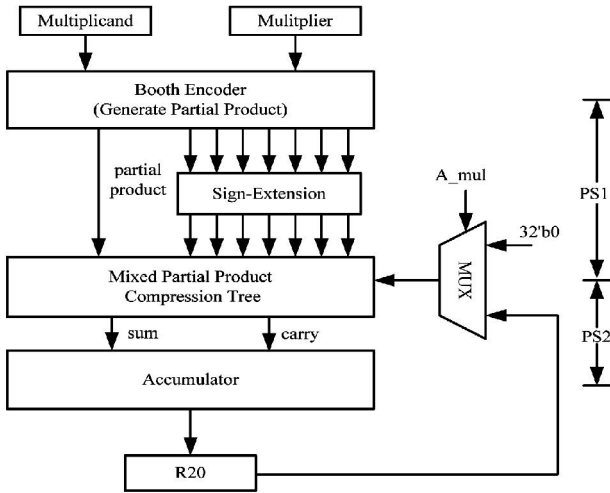 Multiplicand
Mulitplier
Booth Encoder
(Generate Partial Product)
partial
product
Sign-Extension
A_mul
PS1
32'b0
MUX
Mixed Partial Product
Compression Tree
sum
carry
PS2
Accumulator
R20